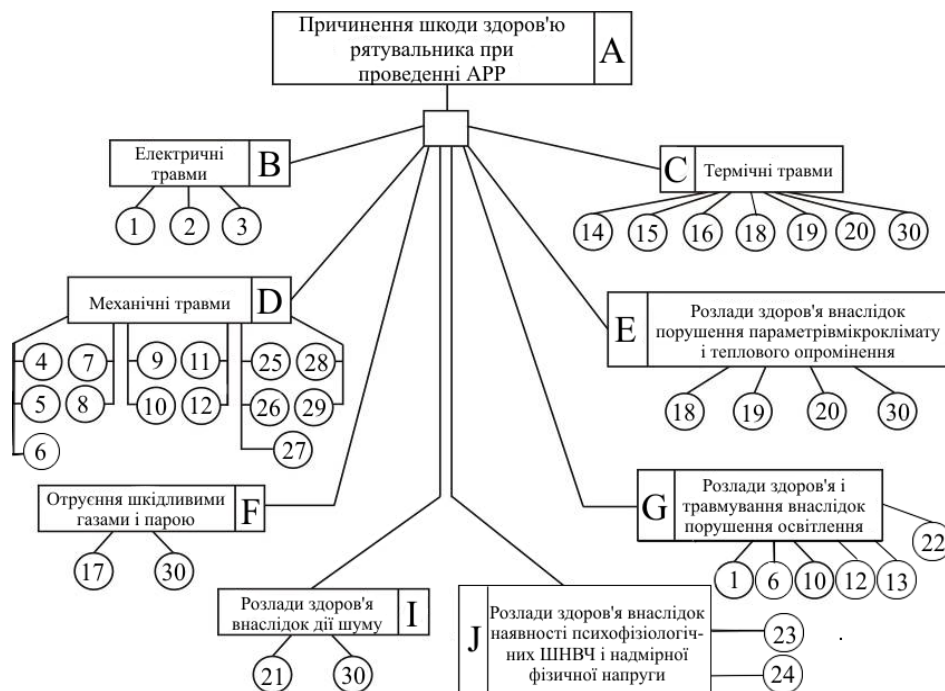 Причинення шкоди здоров'ю
рятувальника при
проведенні АРР
A
Електричні
травми
B
1 2 3
C
Термічні травми
14 15 16 18 19 20 30
Механічні травми
D
4 7 9 11 25 28
5 8 10 12 26 29
6 27
E
Розлади здоров'я внаслідок
порушення параметрівмікроклімату
і теплового опромінення
18 19 20 30
Отруєння шкідливими
газами і парою
F
17 30
G
Розлади здоров'я і
травмування внаслідок
порушення освітлення
22
1 6 10 12 13
Розлади здоров'я
внаслідок дії шуму
I
21 30
J
Розлади здоров'я внаслідок
наявності психофізіологіч-
них ШНВЧ і надмірної
фізичної напруги
23
24